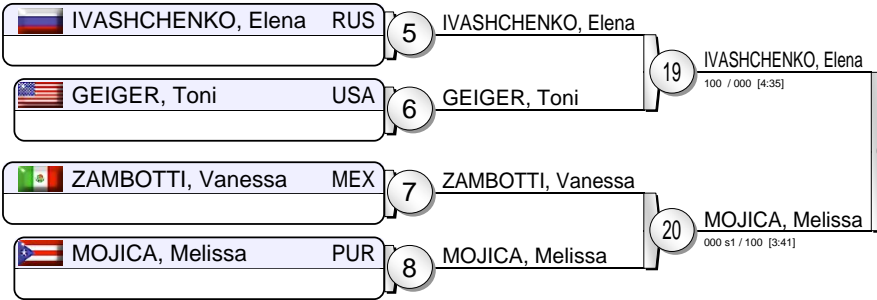 IVASHCHENKO, Elena RUS
5
IVASHCHENKO, Elena
19
IVASHCHENKO, Elena
100 / 000 [4:35]
GEIGER, Toni USA
6
GEIGER, Toni
ZAMBOTTI, Vanessa MEX
7
ZAMBOTTI, Vanessa
20
MOJICA, Melissa
000 s1 / 100 [3:41]
MOJICA, Melissa PUR
8
MOJICA, Melissa